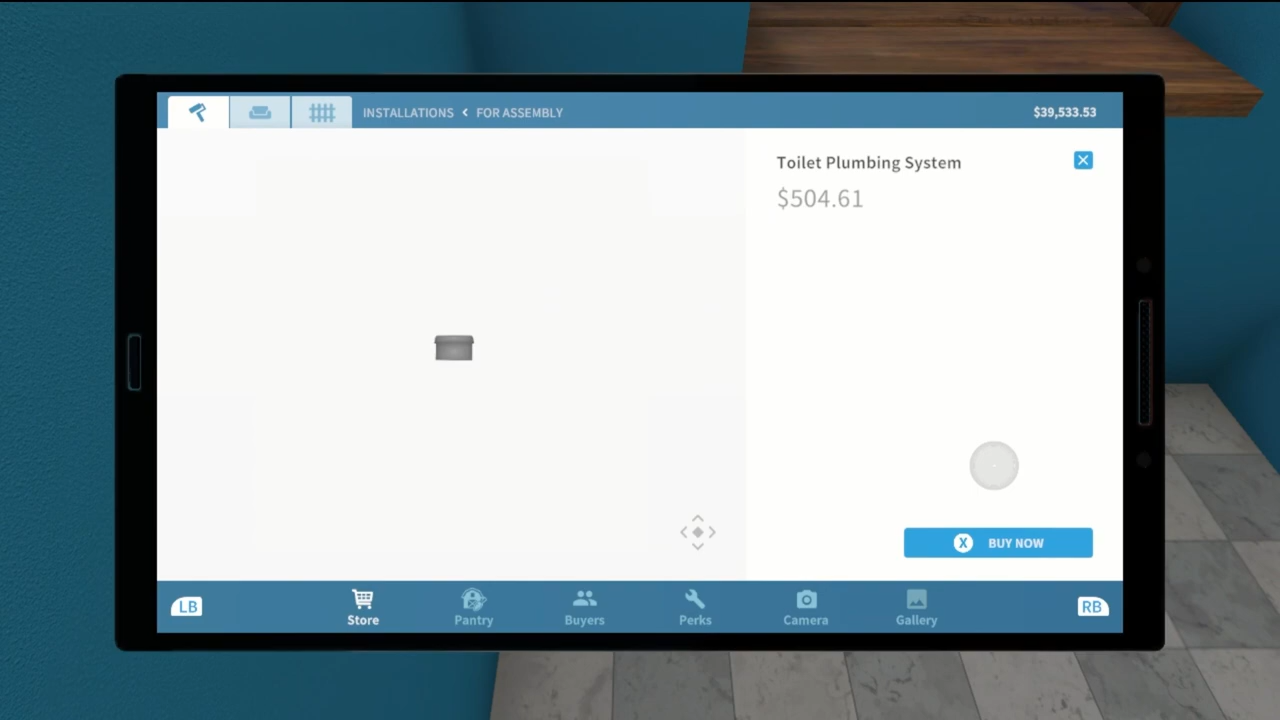 INSTALLATIONS < FOR ASSEMBLY
$39,533.53
Toilet Plumbing System
$504.61
X BUY NOW
LB
Store
Pantry
Buyers
Perks
Camera
Gallery
RB